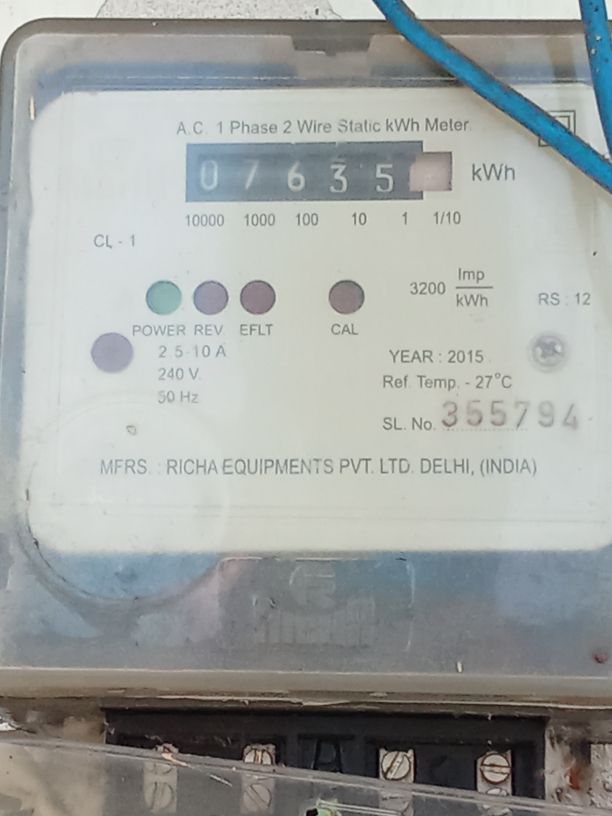 A.C. 1 Phase 2 Wire Static kWh Meter
07635 kWh
10000 1000 100 10 1 1/10
CL - 1
3200 Imp/kWh
RS : 12
POWER REV. EFLT CAL
2.5-10 A
240 V.
50 Hz
YEAR : 2015
Ref. Temp. - 27°C
SL. No. 355794
MFRS. : RICHA EQUIPMENTS PVT. LTD. DELHI, (INDIA)